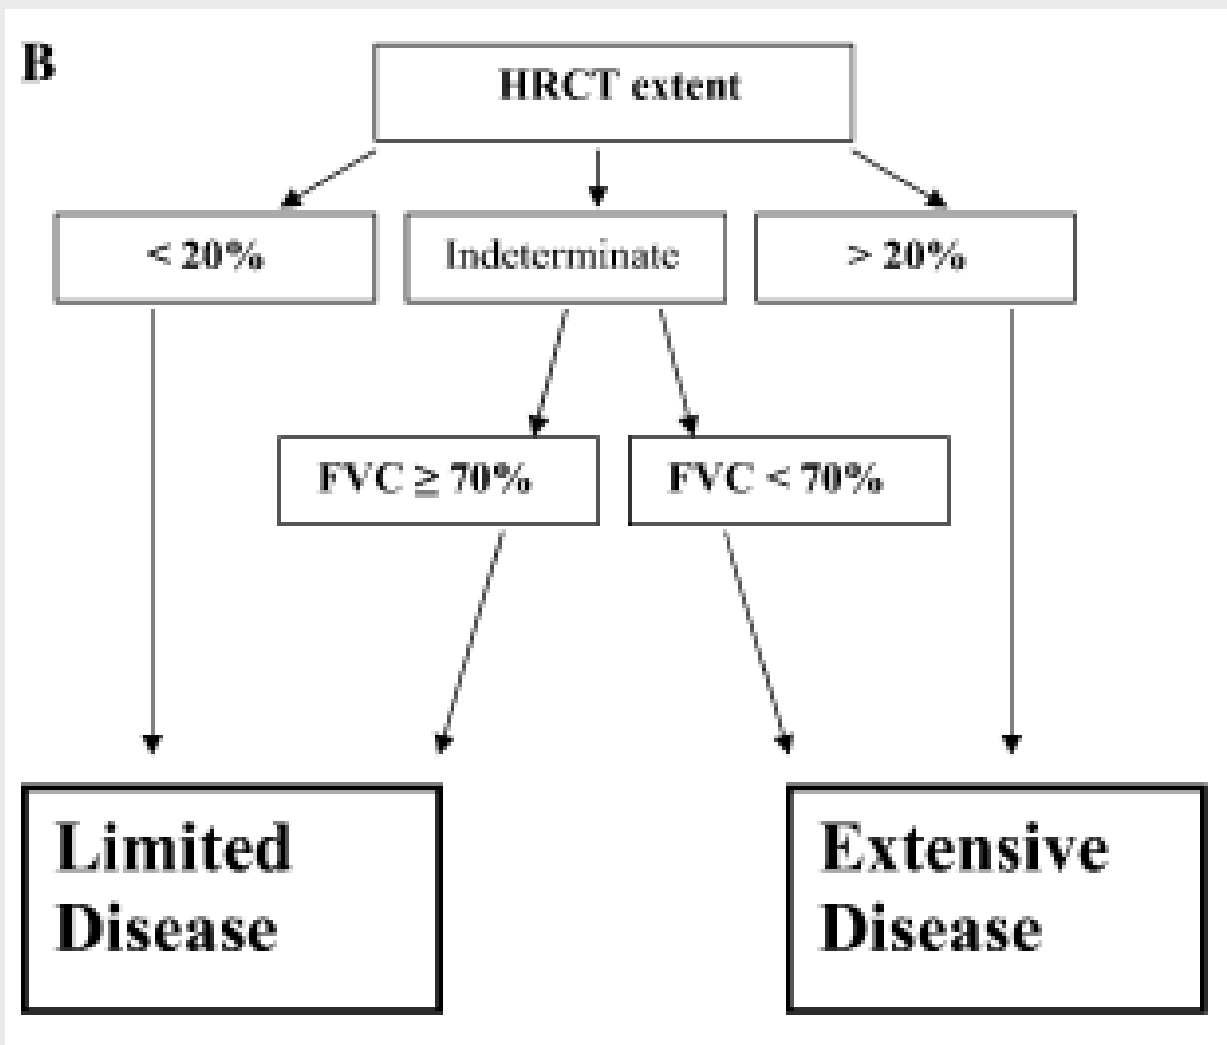 B
HRCT extent
< 20%
Indeterminate
> 20%
FVC ≥ 70%
FVC < 70%
Limited
Disease
Extensive
Disease